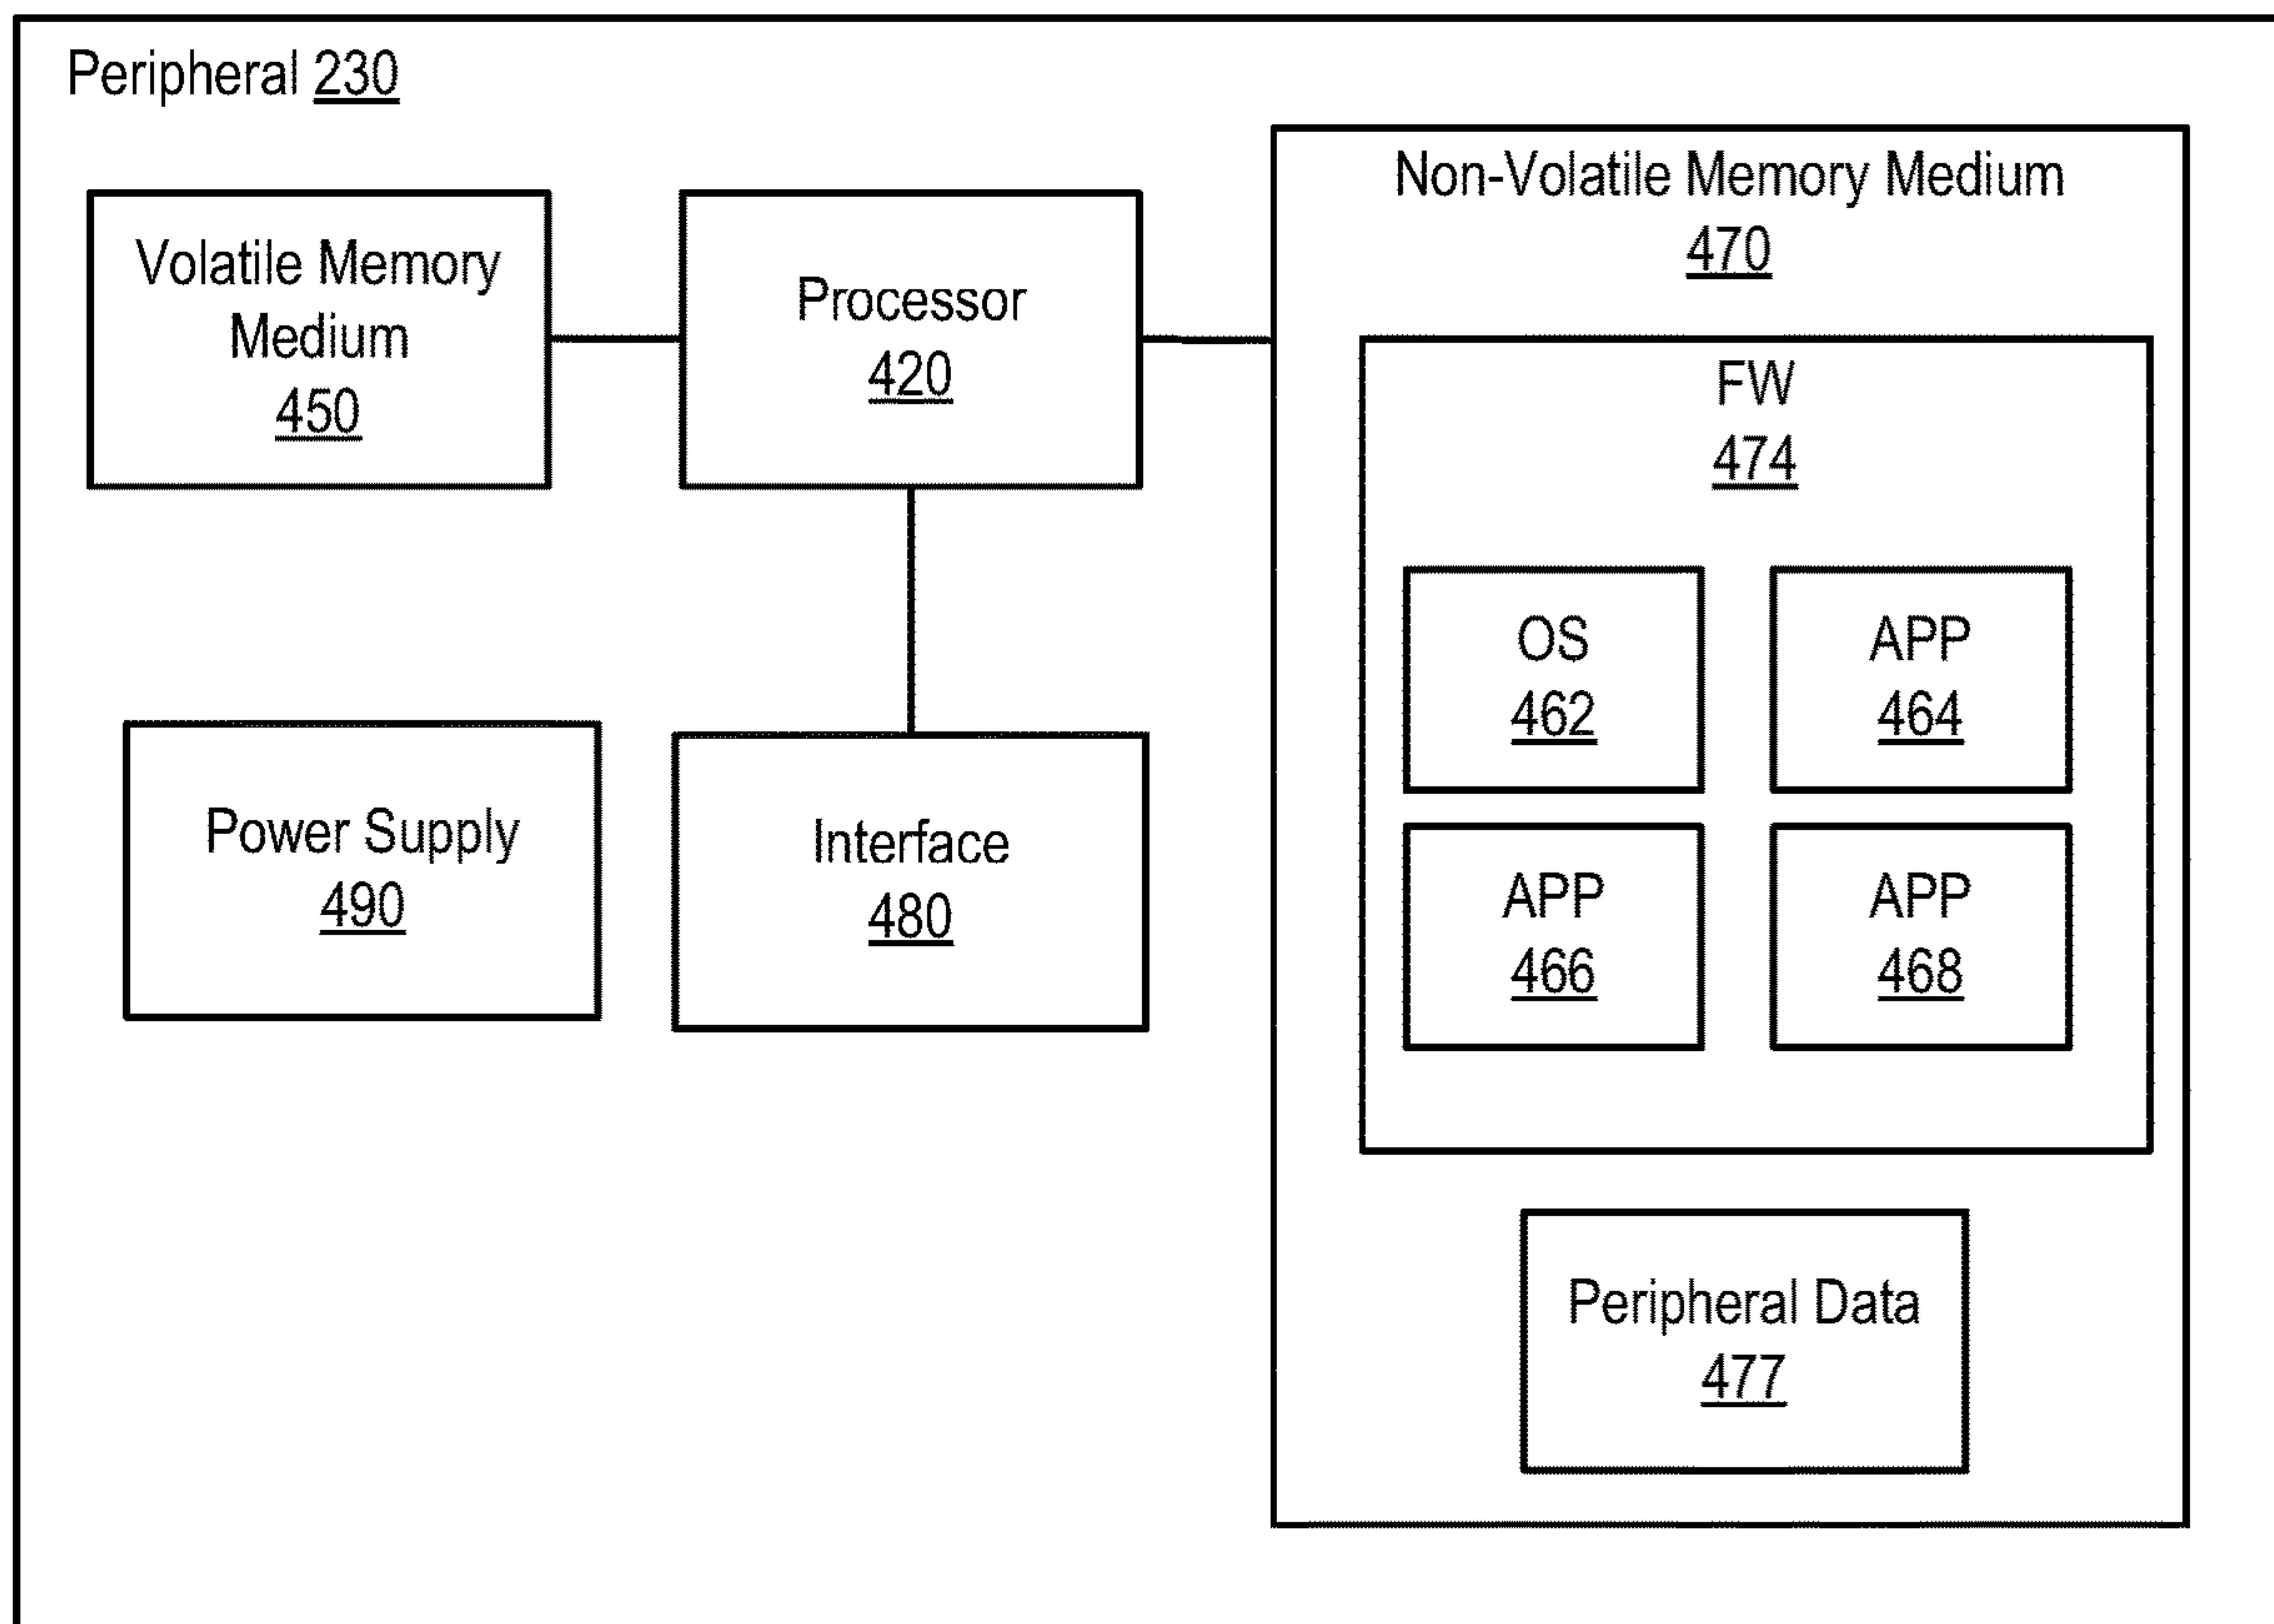 Peripheral 230
Volatile Memory
Medium
450
Processor
420
Non-Volatile Memory Medium
470
FW
474
OS
462
APP
464
APP
466
APP
468
Power Supply
490
Interface
480
Peripheral Data
477